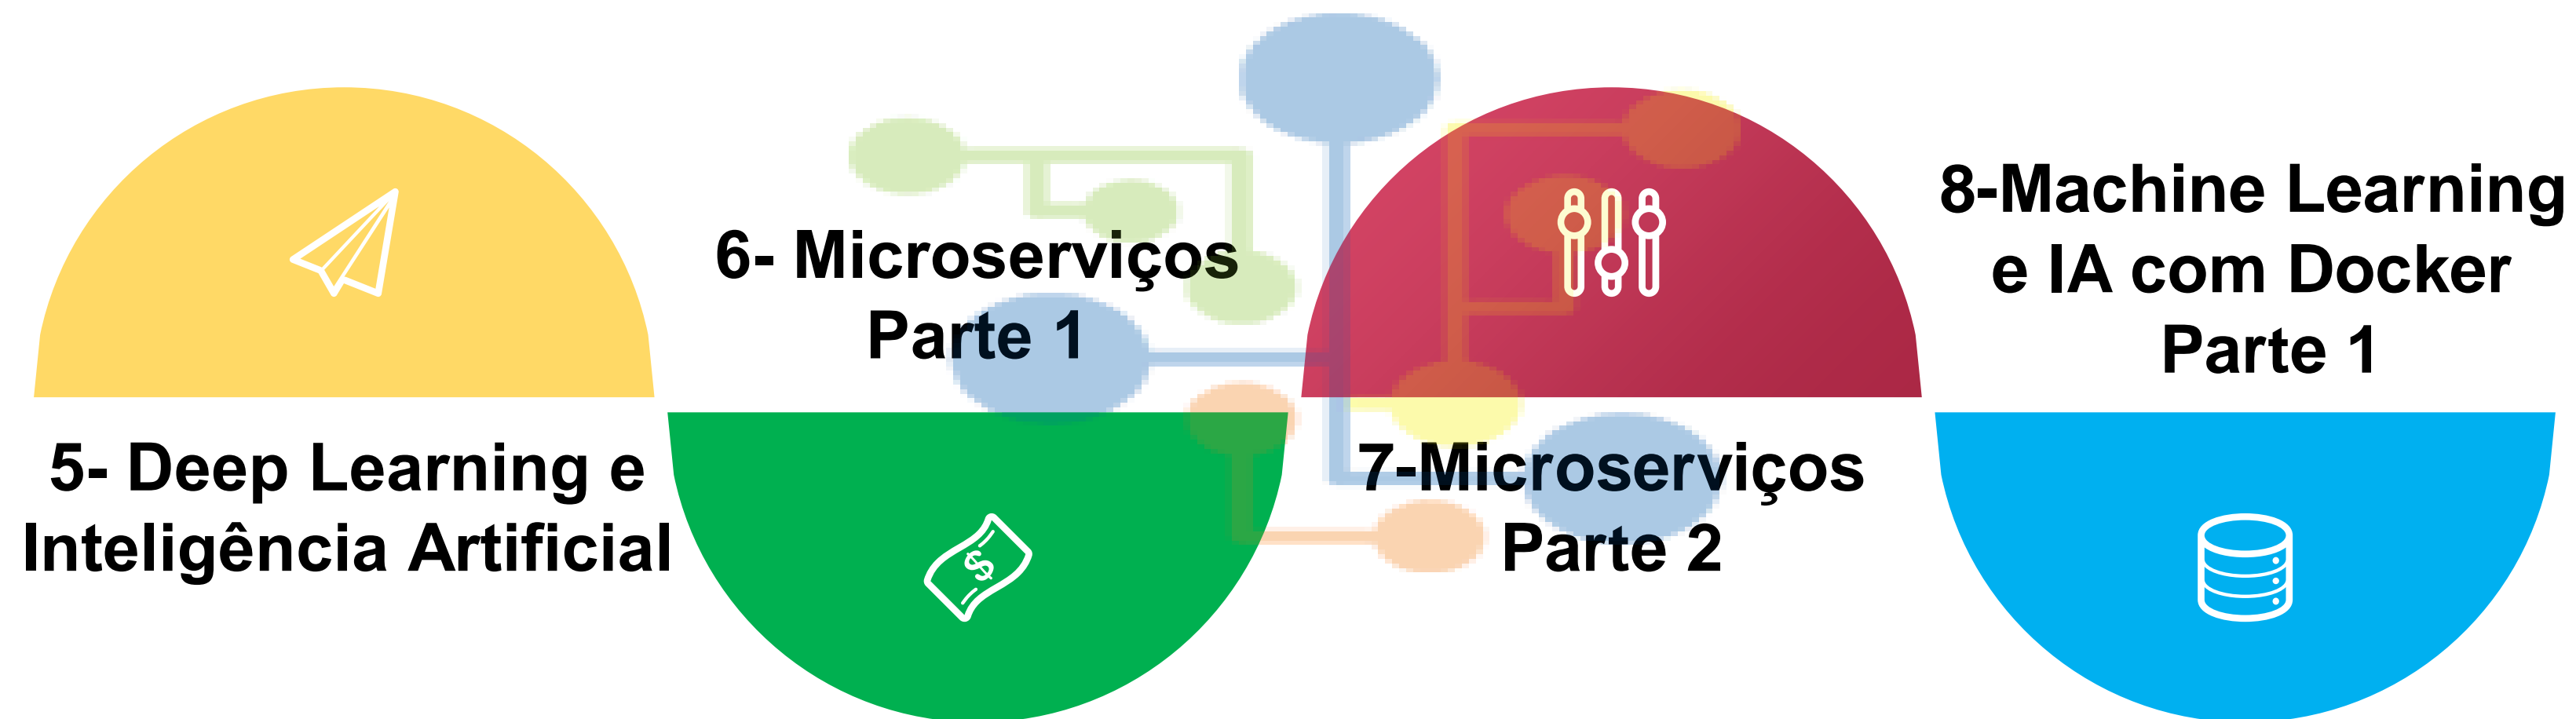 5- Deep Learning e
Inteligência Artificial
6- Microserviços
Parte 1
7-Microserviços
Parte 2
8-Machine Learning
e IA com Docker
Parte 1
$